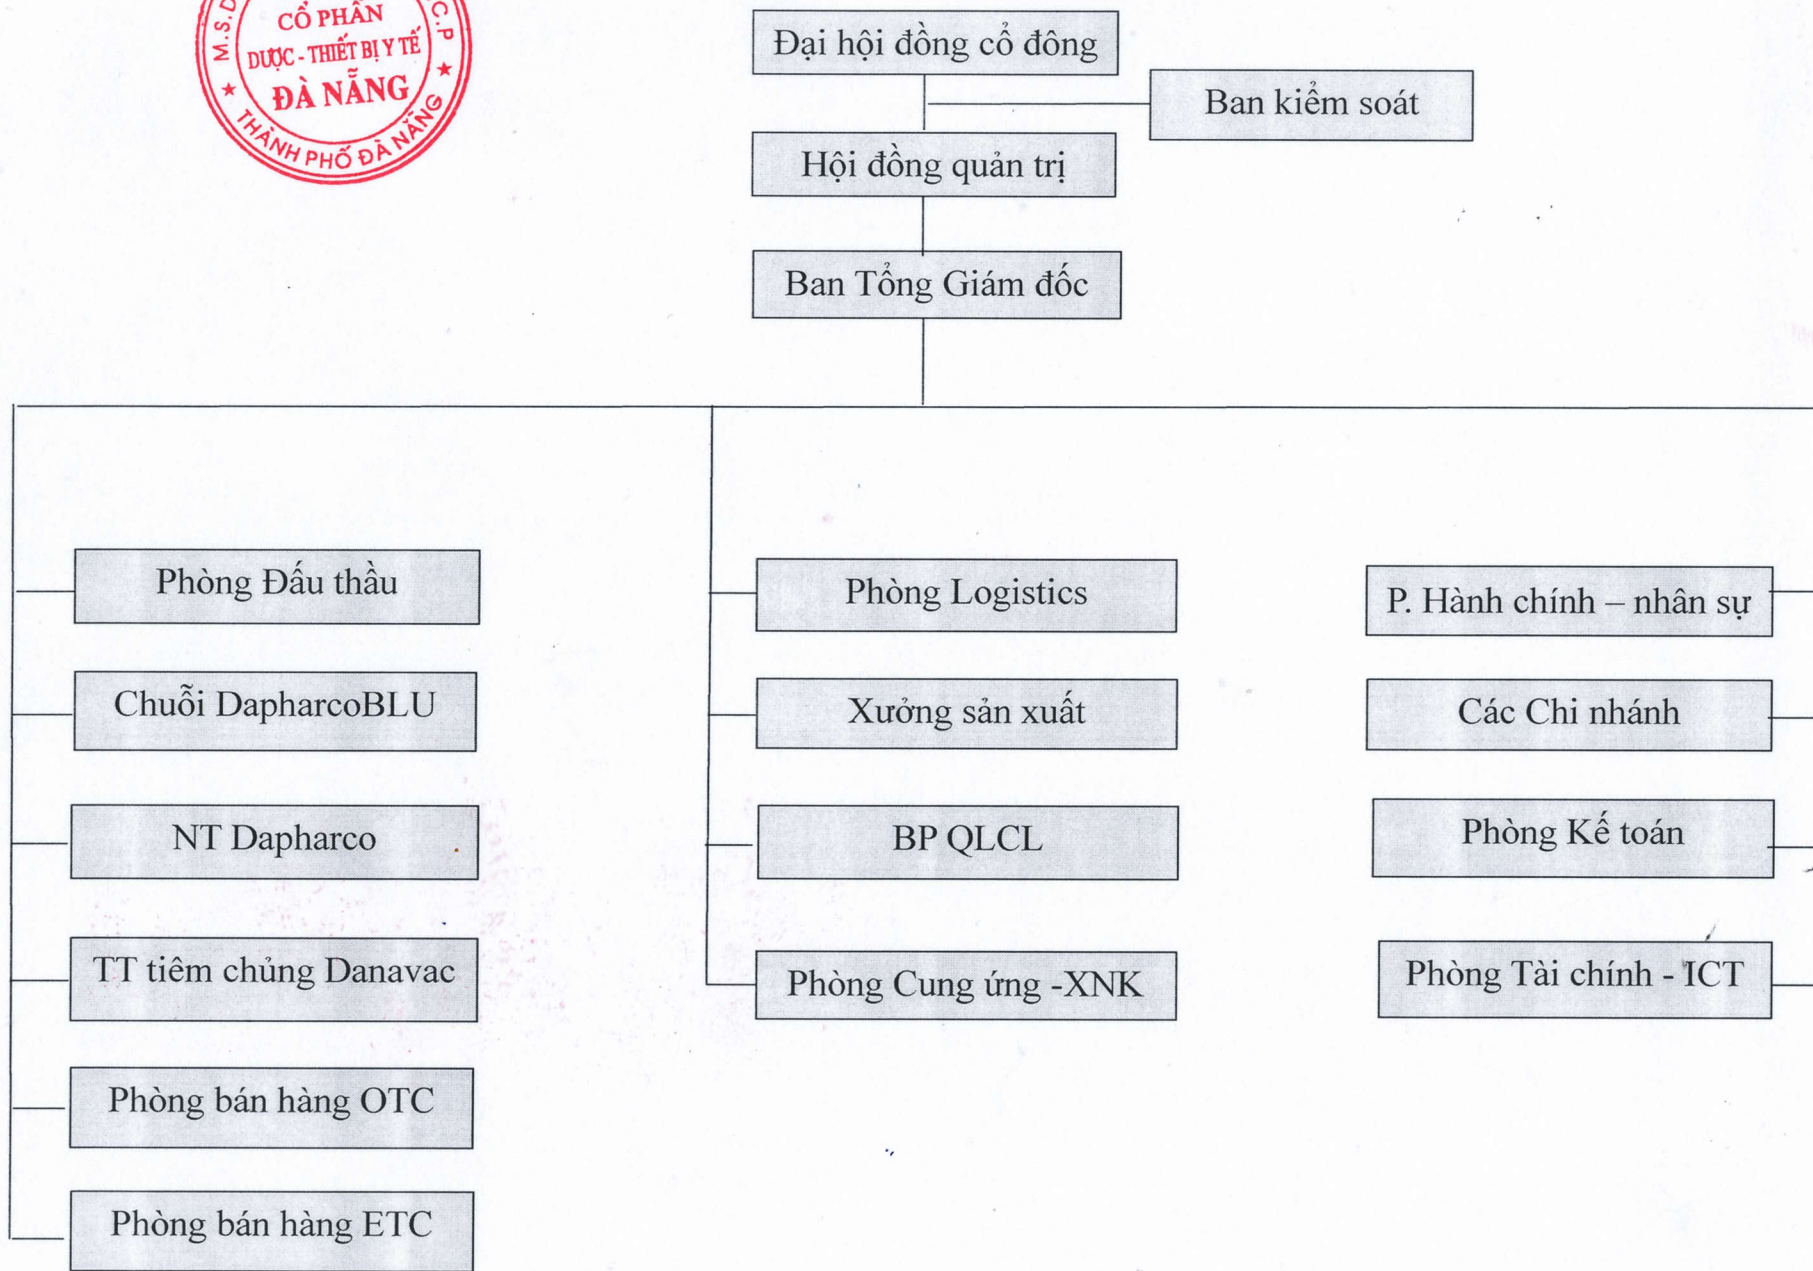 M.S.D
C.P
CỔ PHẦN
DƯỢC - THIẾT BỊ Y TẾ
ĐÀ NẴNG
THÀNH PHỐ ĐÀ NẴNG
Đại hội đồng cổ đông
Ban kiểm soát
Hội đồng quản trị
Ban Tổng Giám đốc
Phòng Đấu thầu
Phòng Logistics
P. Hành chính – nhân sự
Chuỗi DapharcoBLU
Xưởng sản xuất
Các Chi nhánh
NT Dapharco
BP QLCL
Phòng Kế toán
TT tiêm chủng Danavac
Phòng Cung ứng -XNK
Phòng Tài chính - ICT
Phòng bán hàng OTC
Phòng bán hàng ETC